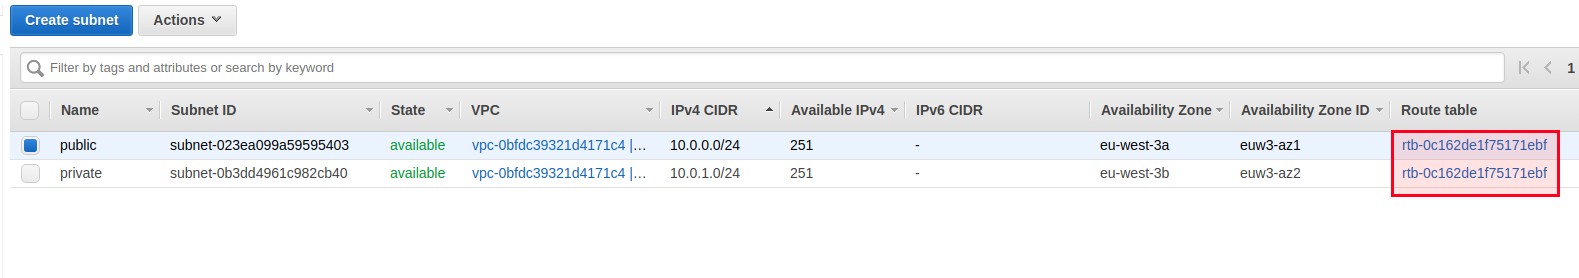 Create subnet Actions
Filter by tags and attributes or search by keyword 1
Name Subnet ID State VPC IPv4 CIDR Available IPv4 IPv6 CIDR Availability Zone Availability Zone ID Route table
public subnet-023ea099a59595403 available vpc-0bfdc39321d4171c4 |... 10.0.0.0/24 251 - eu-west-3a euw3-az1 rtb-0c162de1f75171ebf
private subnet-0b3dd4961c982cb40 available vpc-0bfdc39321d4171c4 |... 10.0.1.0/24 251 - eu-west-3b euw3-az2 rtb-0c162de1f75171ebf